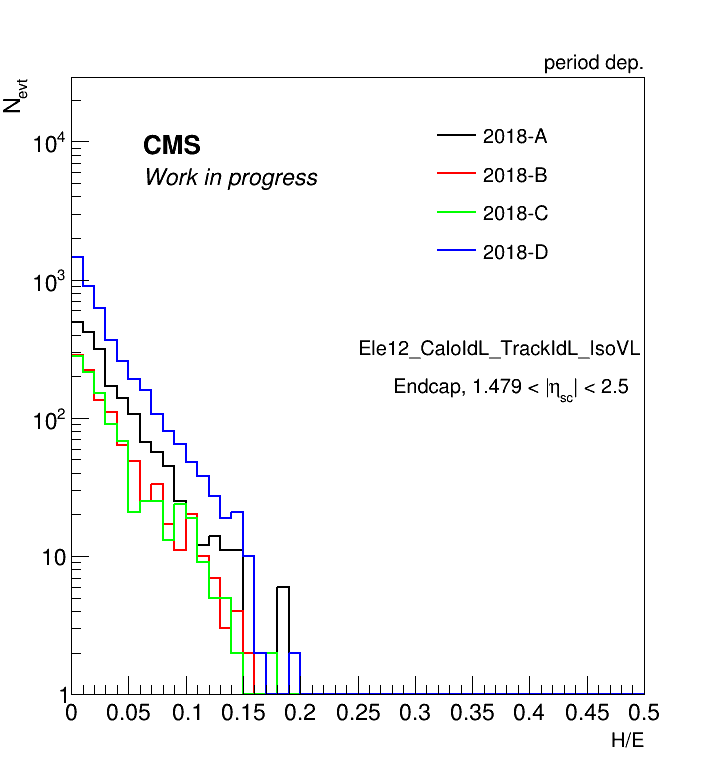 period dep.
N_evt
CMS
Work in progress
2018-A
2018-B
2018-C
2018-D
Ele12_CaloIdL_TrackIdL_IsoVL
Endcap, 1.479 < |η_sc| < 2.5
10^4
10^3
10^2
10
1
0 0.05 0.1 0.15 0.2 0.25 0.3 0.35 0.4 0.45 0.5
H/E